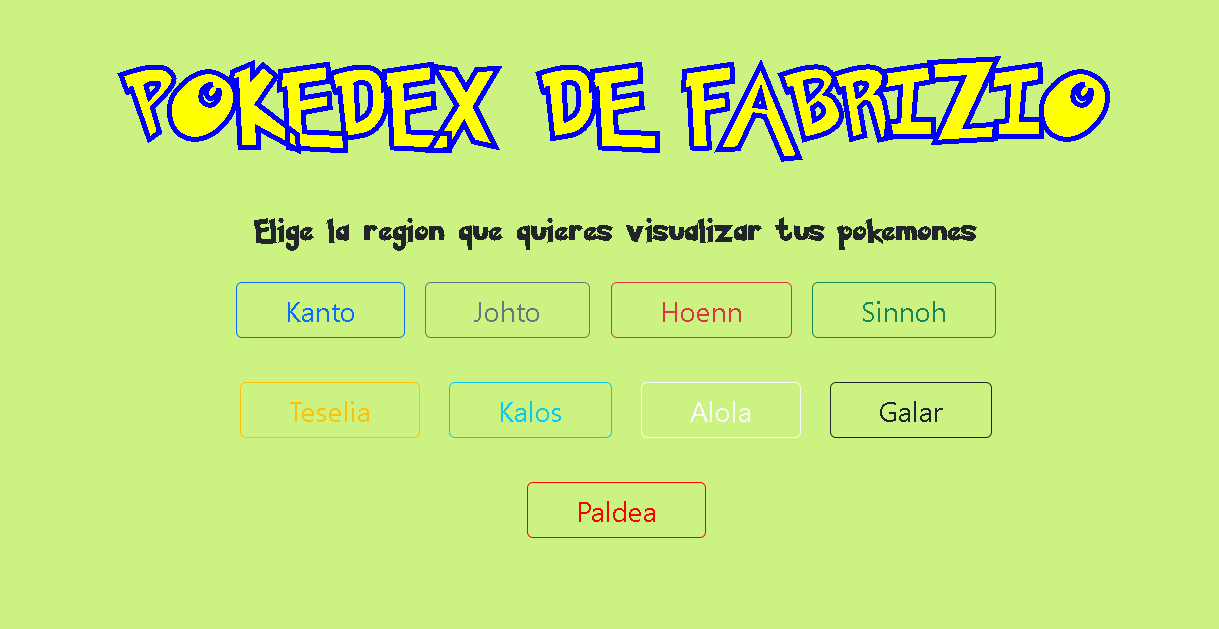 POKEDEX DE FABRIZIO
Elige la region que quieres visualizar tus pokemones
Kanto Johto Hoenn Sinnoh
Teselia Kalos Alola Galar
Paldea